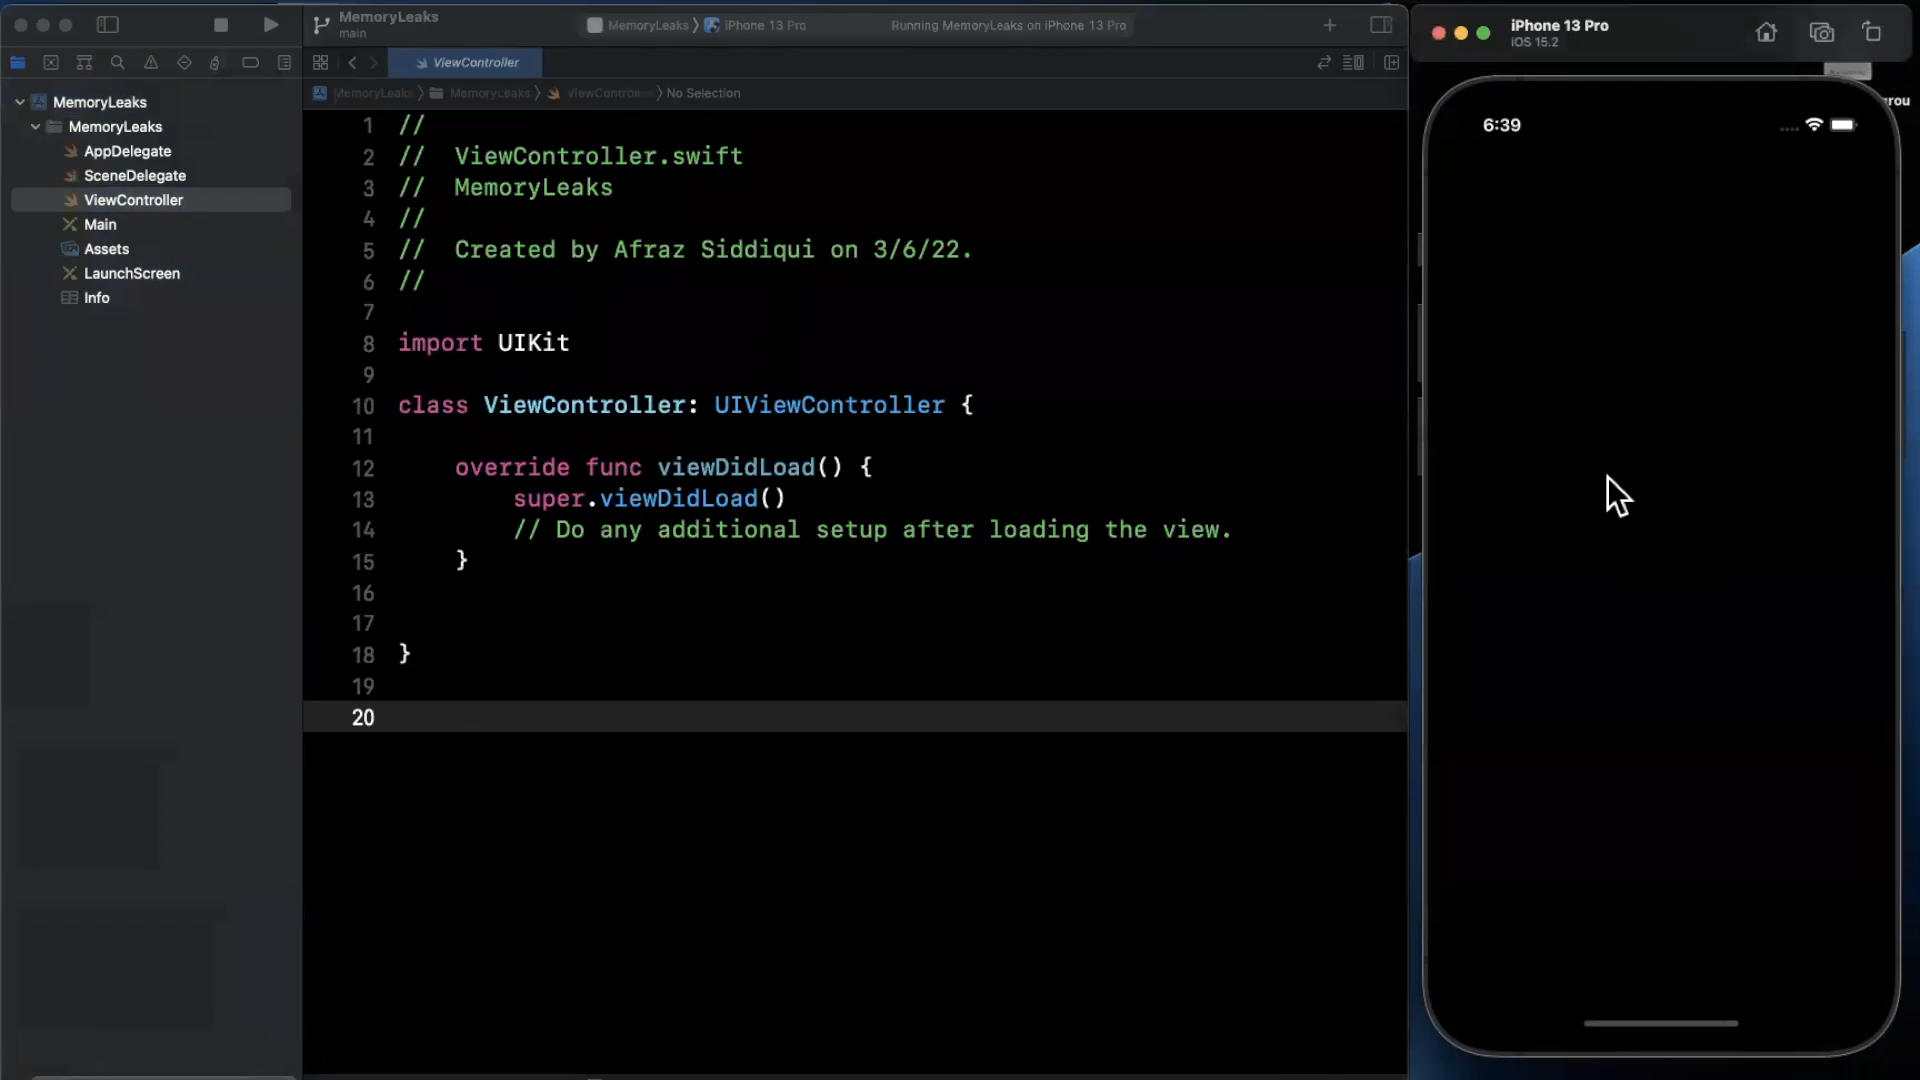 MemoryLeaks
main
MemoryLeaks
iPhone 13 Pro
Running MemoryLeaks on iPhone 13 Pro
iPhone 13 Pro
iOS 15.2
ViewController
MemoryLeaks
MemoryLeaks
No Selection
MemoryLeaks
MemoryLeaks
AppDelegate
SceneDelegate
ViewController
Main
Assets
LaunchScreen
Info
1 //
2 // ViewController.swift
3 // MemoryLeaks
4 //
5 // Created by Afraz Siddiqui on 3/6/22.
6 //
7
8 import UIKit
9
10 class ViewController: UIViewController {
11
12 override func viewDidLoad() {
13 super.viewDidLoad()
14 // Do any additional setup after loading the view.
15 }
16
17
18 }
19
20
6:39